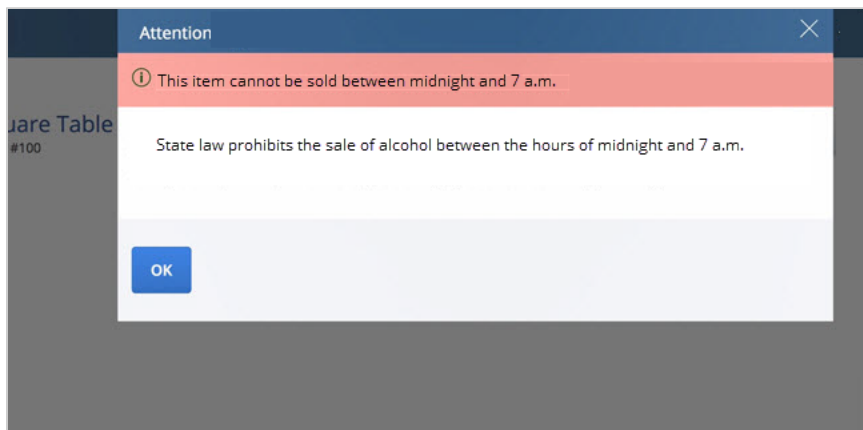 Attention
This item cannot be sold between midnight and 7 a.m.
Table
#100
State law prohibits the sale of alcohol between the hours of midnight and 7 a.m.
OK